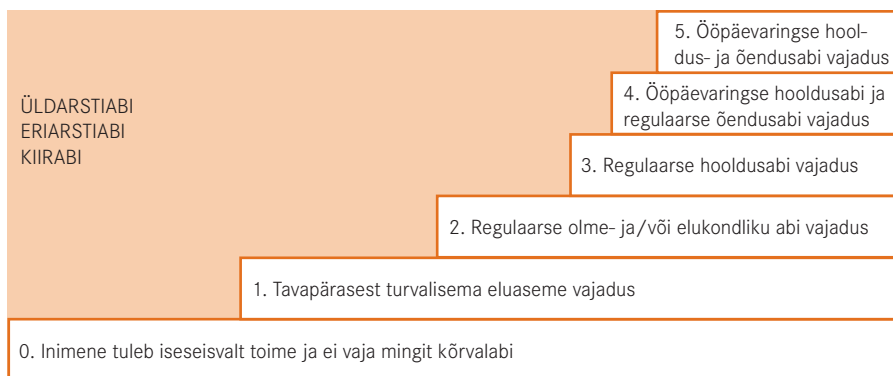 5. Ööpäevaringse hool-
dus- ja õendusabi vajadus
4. Ööpäevaringse hooldusabi ja
regulaarse õendusabi vajadus
ÜLDARSTIABI
ERIARSTIABI
KIIRABI
3. Regulaarse hooldusabi vajadus
2. Regulaarse olme- ja/või elukondliku abi vajadus
1. Tavapärasest turvalisema eluaseme vajadus
0. Inimene tuleb iseseisvalt toime ja ei vaja mingit kõrvalabi